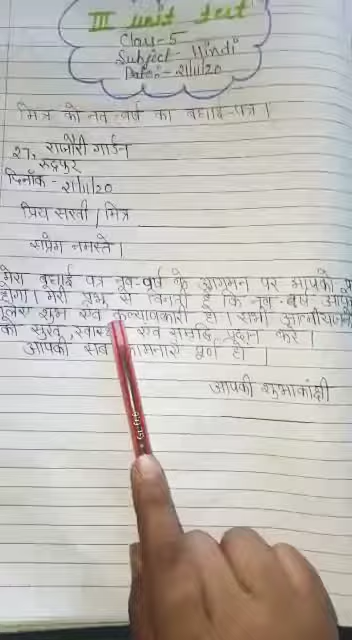 III unit test
Class-5
Subject - Hindi
Date:- 21/11/20
मित्र को नव-वर्ष का बधाई-पत्र।
27, राजौरी गार्डन
रूद्रपुर
दिनाँक - 21/11/20
प्रिय सखी / मित्र
सप्रेम नमस्ते।
मेरा बधाई पत्र नव-वर्ष के आगमन पर आपको
होगा। मेरी प्रभु से विनती है कि नव-वर्ष आपके
शुभ एवं कल्याणकारी हो। सभी आत्मीयजनों
को सुख, स्वास्थ्य एवं समृद्धि प्रदान करें।
आपकी सब कामनाएँ पूर्ण हो।
आपकी शुभाकांक्षी